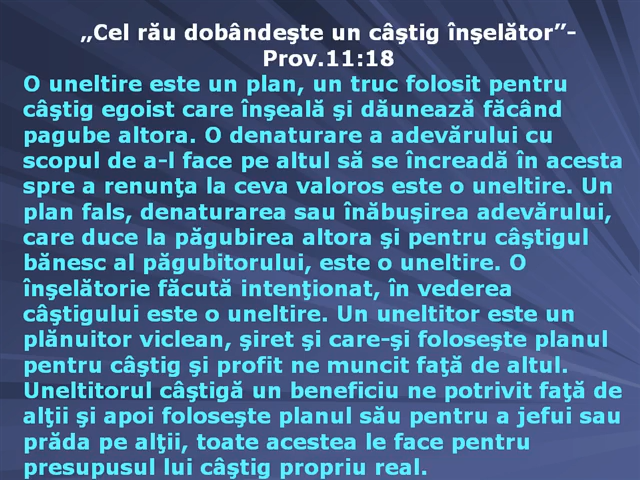 „Cel rău dobândeşte un câştig înşelător”-
Prov.11:18
O uneltire este un plan, un truc folosit pentru
câştig egoist care înşeală şi dăunează făcând
pagube altora. O denaturare a adevărului cu
scopul de a-l face pe altul să se încreadă în acesta
spre a renunţa la ceva valoros este o uneltire. Un
plan fals, denaturarea sau înăbuşirea adevărului,
care duce la păgubirea altora şi pentru câştigul
bănesc al păgubitorului, este o uneltire. O
înşelătorie făcută intenţionat, în vederea
câştigului este o uneltire. Un uneltitor este un
plănuitor viclean, şiret şi care-şi foloseşte planul
pentru câştig şi profit ne muncit faţă de altul.
Uneltitorul câştigă un beneficiu ne potrivit faţă de
alţii şi apoi foloseşte planul său pentru a jefui sau
prăda pe alţii, toate acestea le face pentru
presupusul lui câştig propriu real.